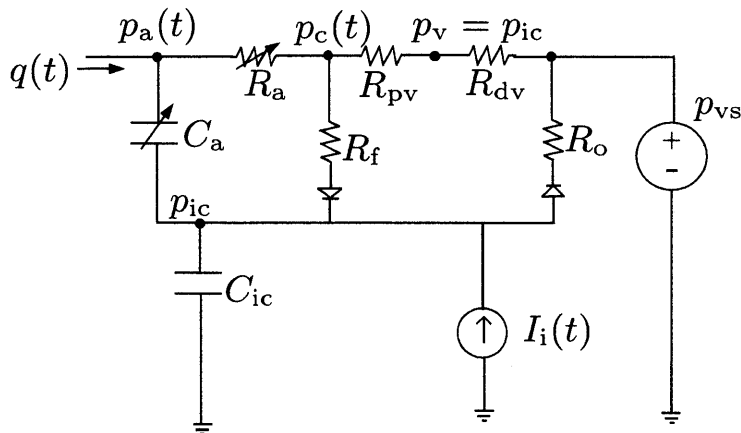 p_a(t)
p_c(t)
p_v = p_ic
q(t)
R_a
R_pv
R_dv
p_vs
C_a
R_f
R_o
+
-
p_ic
C_ic
I_i(t)